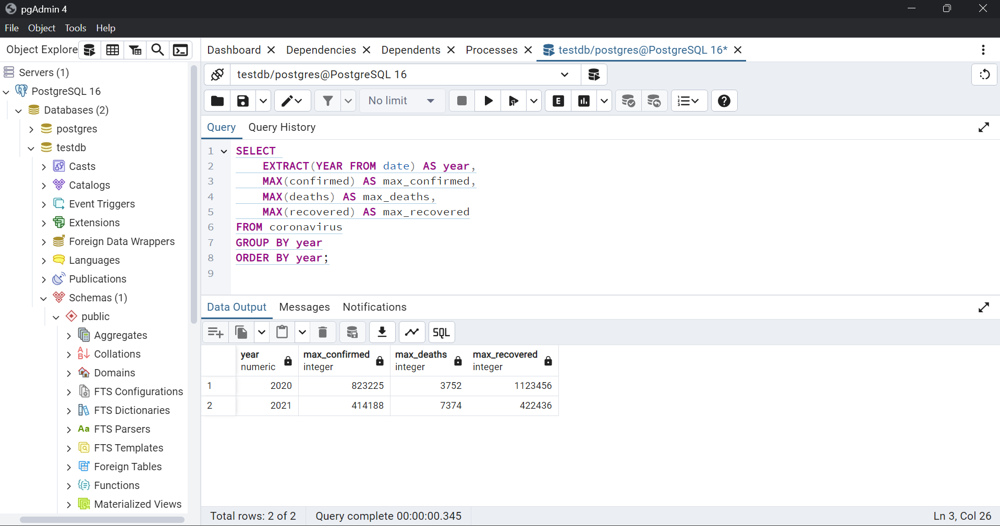 pgAdmin 4
File Object Tools Help
Object Explore
Dashboard Dependencies Dependents Processes testdb/postgres@PostgreSQL 16*
Servers (1)
PostgreSQL 16
Databases (2)
postgres
testdb
Casts
Catalogs
Event Triggers
Extensions
Foreign Data Wrappers
Languages
Publications
Schemas (1)
public
Aggregates
Collations
Domains
FTS Configurations
FTS Dictionaries
Aa FTS Parsers
FTS Templates
Foreign Tables
Functions
Materialized Views
testdb/postgres@PostgreSQL 16
No limit E
Query Query History
1 SELECT
2 EXTRACT(YEAR FROM date) AS year,
3 MAX(confirmed) AS max_confirmed,
4 MAX(deaths) AS max_deaths,
5 MAX(recovered) AS max_recovered
6 FROM coronavirus
7 GROUP BY year
8 ORDER BY year;
9
Data Output Messages Notifications
SQL
year max_confirmed max_deaths max_recovered
numeric integer integer integer
1 2020 823225 3752 1123456
2 2021 414188 7374 422436
Total rows: 2 of 2 Query complete 00:00:00.345 Ln 3, Col 26